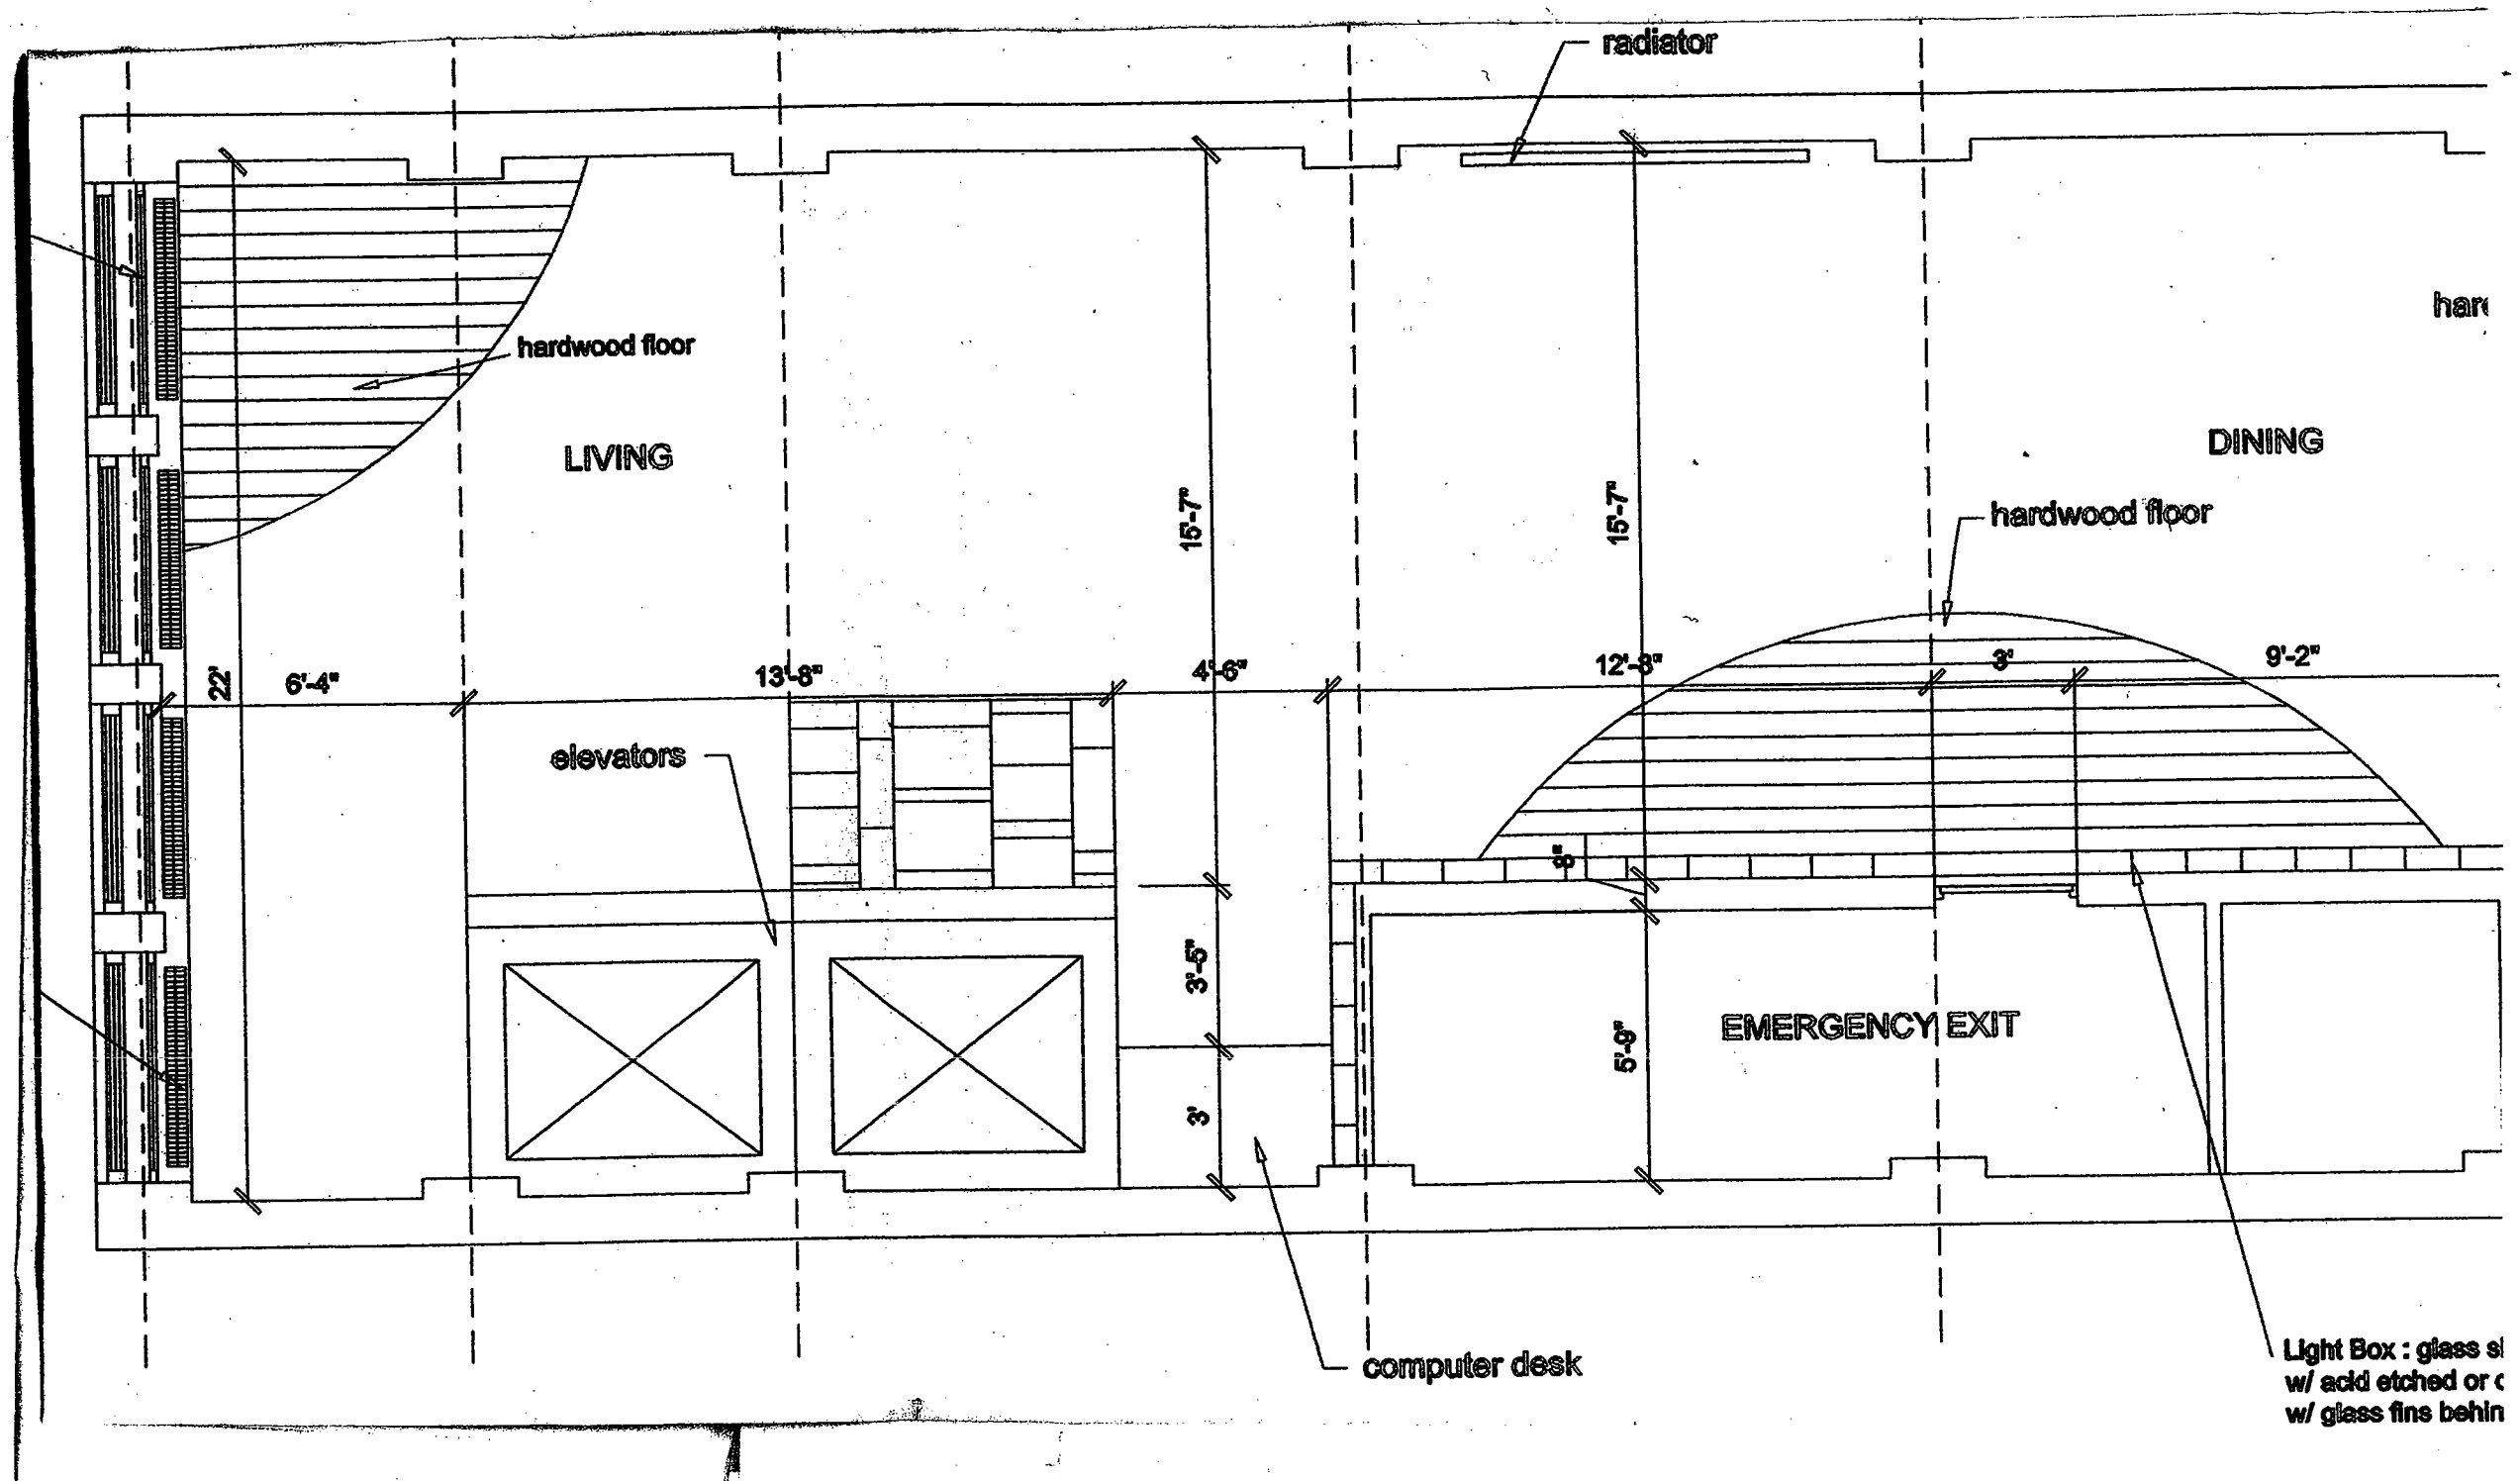 radiator
hardwood floor
LIVING
DINING
hardwood floor
15'-7"
15'-7"
22'
6'-4"
13'-8"
4'-6"
12'-8"
3'
9'-2"
elevators
8"
3'-5"
3'
5'-9"
EMERGENCY EXIT
computer desk
Light Box : glass
w/ acid etched or
w/ glass fins